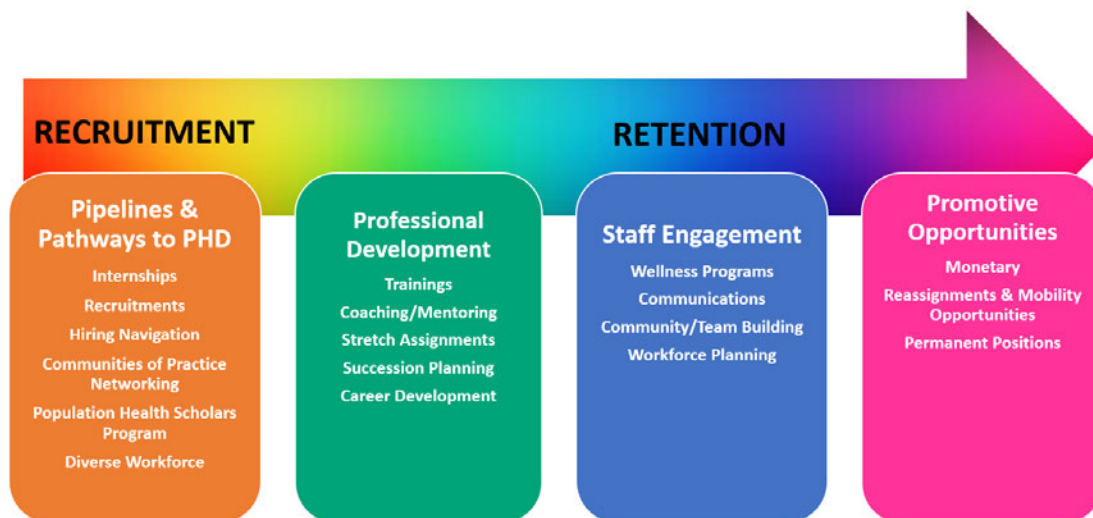 RECRUITMENT
RETENTION
Pipelines &
Pathways to PHD
Internships
Recruitments
Hiring Navigation
Communities of Practice
Networking
Population Health Scholars
Program
Diverse Workforce
Professional
Development
Trainings
Coaching/Mentoring
Stretch Assignments
Succession Planning
Career Development
Staff Engagement
Wellness Programs
Communications
Community/Team Building
Workforce Planning
Promotive
Opportunities
Monetary
Reassignments & Mobility
Opportunities
Permanent Positions